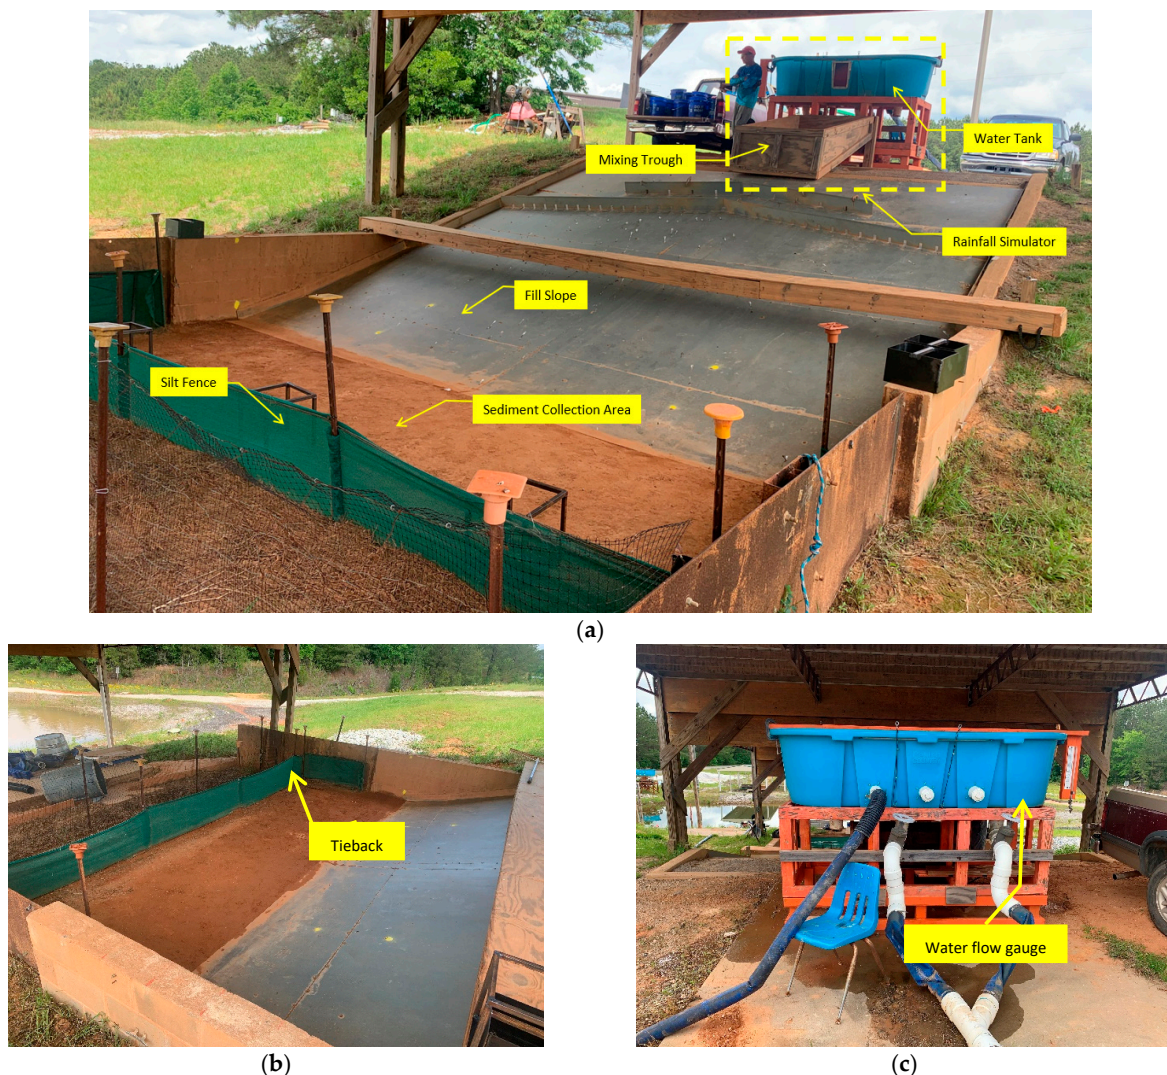 Water Tank
Mixing Trough
Rainfall Simulator
Fill Slope
Silt Fence
Sediment Collection Area
(a)
Tieback
Water flow gauge
(b)
(c)